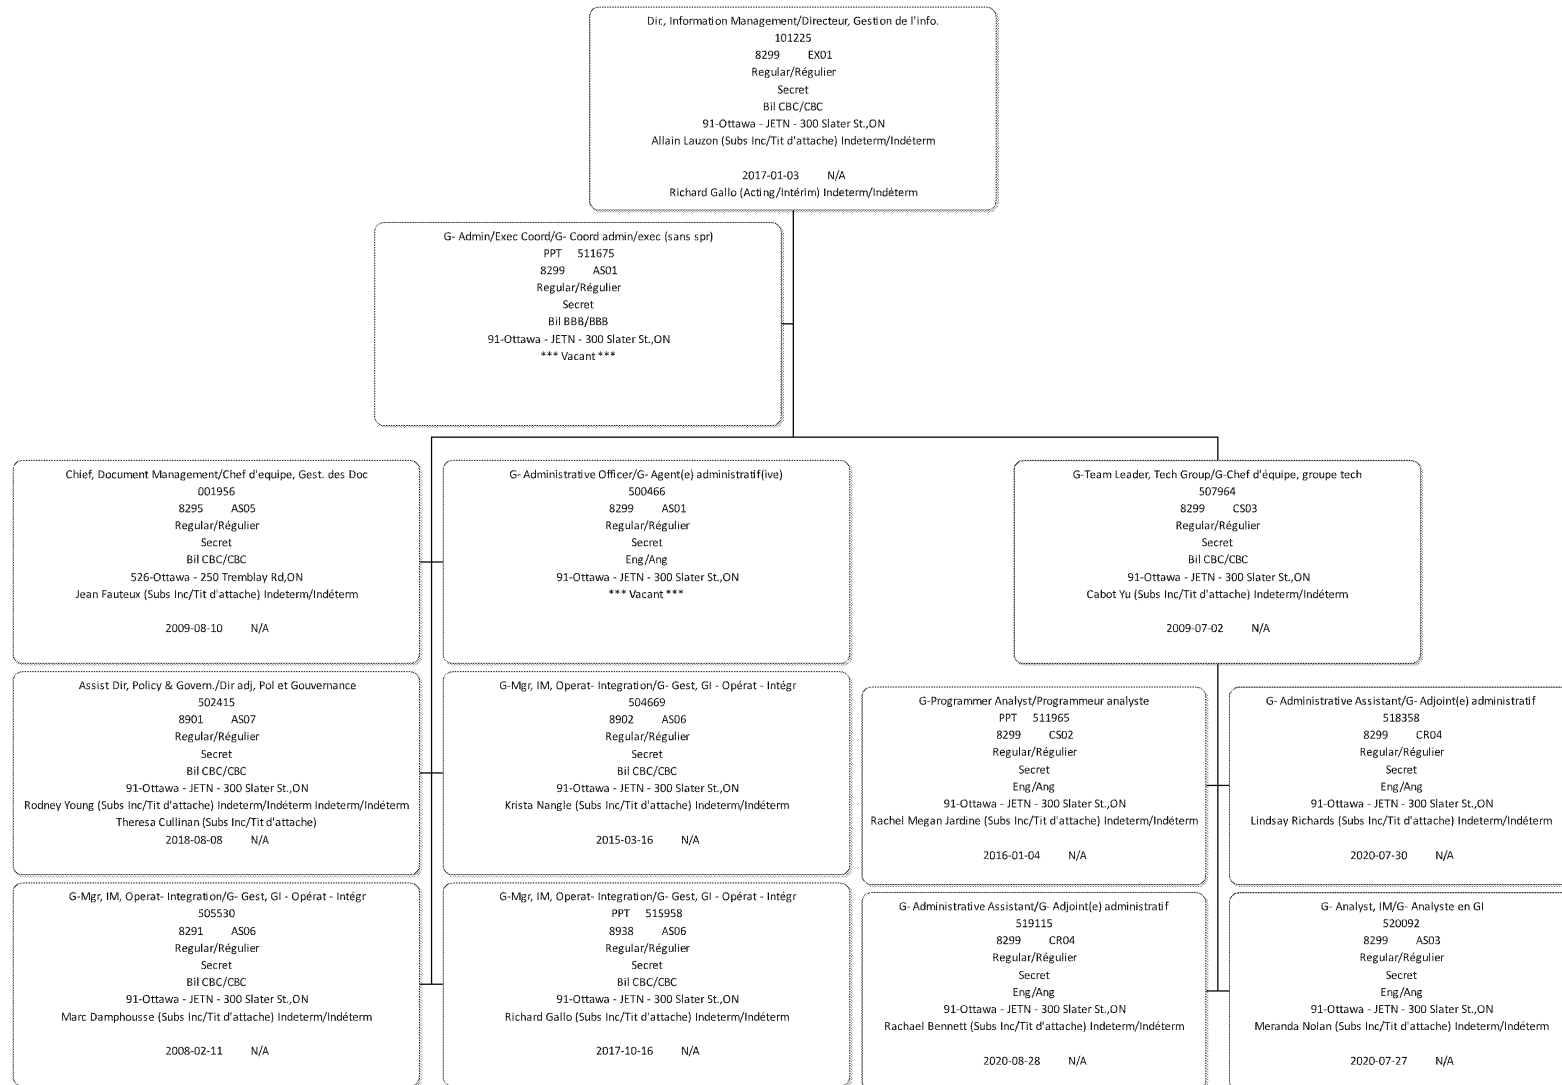 Dir., Information Management/Directeur, Gestion de l'info.
101225
8299 EX01
Regular/Régulier
Secret
Bil CBC/CBC
91-Ottawa - JETN - 300 Slater St.,ON
Allain Lauzon (Subs Inc/Tit d'attache) Indeterm/Indéterm
2017-01-03 N/A
Richard Gallo (Acting/Intérim) Indeterm/Indéterm
G- Admin/Exec Coord/G- Coord admin/exec (sans spr)
PPT 511675
8299 AS01
Regular/Régulier
Secret
Bil BBB/BBB
91-Ottawa - JETN - 300 Slater St.,ON
*** Vacant ***
Chief, Document Management/Chef d'equipe, Gest. des Doc
001956
8295 AS05
Regular/Régulier
Secret
Bil CBC/CBC
526-Ottawa - 250 Tremblay Rd,ON
Jean Fauteux (Subs Inc/Tit d'attache) Indeterm/Indéterm
2009-08-10 N/A
G- Administrative Officer/G- Agent(e) administratif(ive)
500466
8299 AS01
Regular/Régulier
Secret
Eng/Ang
91-Ottawa - JETN - 300 Slater St.,ON
*** Vacant ***
G-Team Leader, Tech Group/G-Chef d'équipe, groupe tech
507964
8299 CS03
Regular/Régulier
Secret
Bil CBC/CBC
91-Ottawa - JETN - 300 Slater St.,ON
Cabot Yu (Subs Inc/Tit d'attache) Indeterm/Indéterm
2009-07-02 N/A
Assist Dir, Policy & Govern./Dir adj, Pol et Gouvernance
502415
8901 AS07
Regular/Régulier
Secret
Bil CBC/CBC
91-Ottawa - JETN - 300 Slater St.,ON
Rodney Young (Subs Inc/Tit d'attache) Indeterm/Indéterm Indeterm/Indéterm
Theresa Cullinan (Subs Inc/Tit d'attache)
2018-08-08 N/A
G-Mgr, IM, Operat- Integration/G- Gest, GI - Opérat - Intégr
504669
8902 AS06
Regular/Régulier
Secret
Bil CBC/CBC
91-Ottawa - JETN - 300 Slater St.,ON
Krista Nangle (Subs Inc/Tit d'attache) Indeterm/Indéterm
2015-03-16 N/A
G-Programmer Analyst/Programmeur analyste
PPT 511965
8299 CS02
Regular/Régulier
Secret
Eng/Ang
91-Ottawa - JETN - 300 Slater St.,ON
Rachel Megan Jardine (Subs Inc/Tit d'attache) Indeterm/Indéterm
2016-01-04 N/A
G- Administrative Assistant/G- Adjoint(e) administratif
518358
8299 CR04
Regular/Régulier
Secret
Eng/Ang
91-Ottawa - JETN - 300 Slater St.,ON
Lindsay Richards (Subs Inc/Tit d'attache) Indeterm/Indéterm
2020-07-30 N/A
G-Mgr, IM, Operat- Integration/G- Gest, GI - Opérat - Intégr
505530
8291 AS06
Regular/Régulier
Secret
Bil CBC/CBC
91-Ottawa - JETN - 300 Slater St.,ON
Marc Damphousse (Subs Inc/Tit d'attache) Indeterm/Indéterm
2008-02-11 N/A
G-Mgr, IM, Operat- Integration/G- Gest, GI - Opérat - Intégr
PPT 515958
8938 AS06
Regular/Régulier
Secret
Bil CBC/CBC
91-Ottawa - JETN - 300 Slater St.,ON
Richard Gallo (Subs Inc/Tit d'attache) Indeterm/Indéterm
2017-10-16 N/A
G- Administrative Assistant/G- Adjoint(e) administratif
519115
8299 CR04
Regular/Régulier
Secret
Eng/Ang
91-Ottawa - JETN - 300 Slater St.,ON
Rachael Bennett (Subs Inc/Tit d'attache) Indeterm/Indéterm
2020-08-28 N/A
G- Analyst, IM/G- Analyste en GI
520092
8299 AS03
Regular/Régulier
Secret
Eng/Ang
91-Ottawa - JETN - 300 Slater St.,ON
Meranda Nolan (Subs Inc/Tit d'attache) Indeterm/Indéterm
2020-07-27 N/A